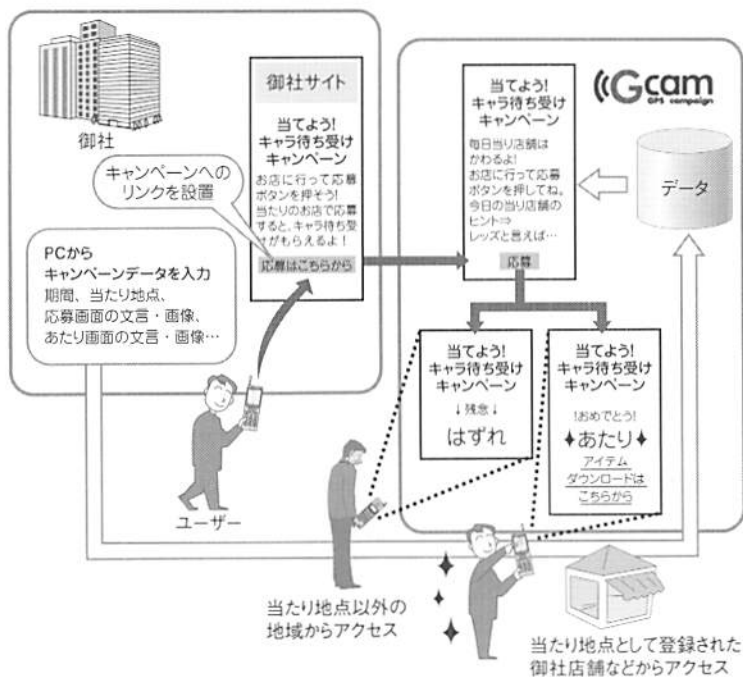 御社
キャンペーンへの
リンクを設置
御社サイト
当てよう!
キャラ待ち受け
キャンペーン
お店に行って応募
ボタンを押そう!
当たりのお店で応募
すると、キャラ待ち受
けがもらえるよ!
応募はこちらから
PCから
キャンペーンデータを入力
期間、当たり地点、
応募画面の文言・画像、
あたり画面の文言・画像…
ユーザー
当てよう!
キャラ待ち受け
キャンペーン
毎日当り店舗は
かわるよ!
お店に行って応募
ボタンを押してね。
今日の当り店舗の
ヒント⇒
レッズと言えば…
応募
Gcam
GPS campaign
データ
当てよう!
キャラ待ち受け
キャンペーン
↓残念↓
はずれ
当てよう!
キャラ待ち受け
キャンペーン
!おめでとう!
✦あたり✦
アイテム
ダウンロードは
こちらから
当たり地点以外の
地域からアクセス
当たり地点として登録された
御社店舗などからアクセス